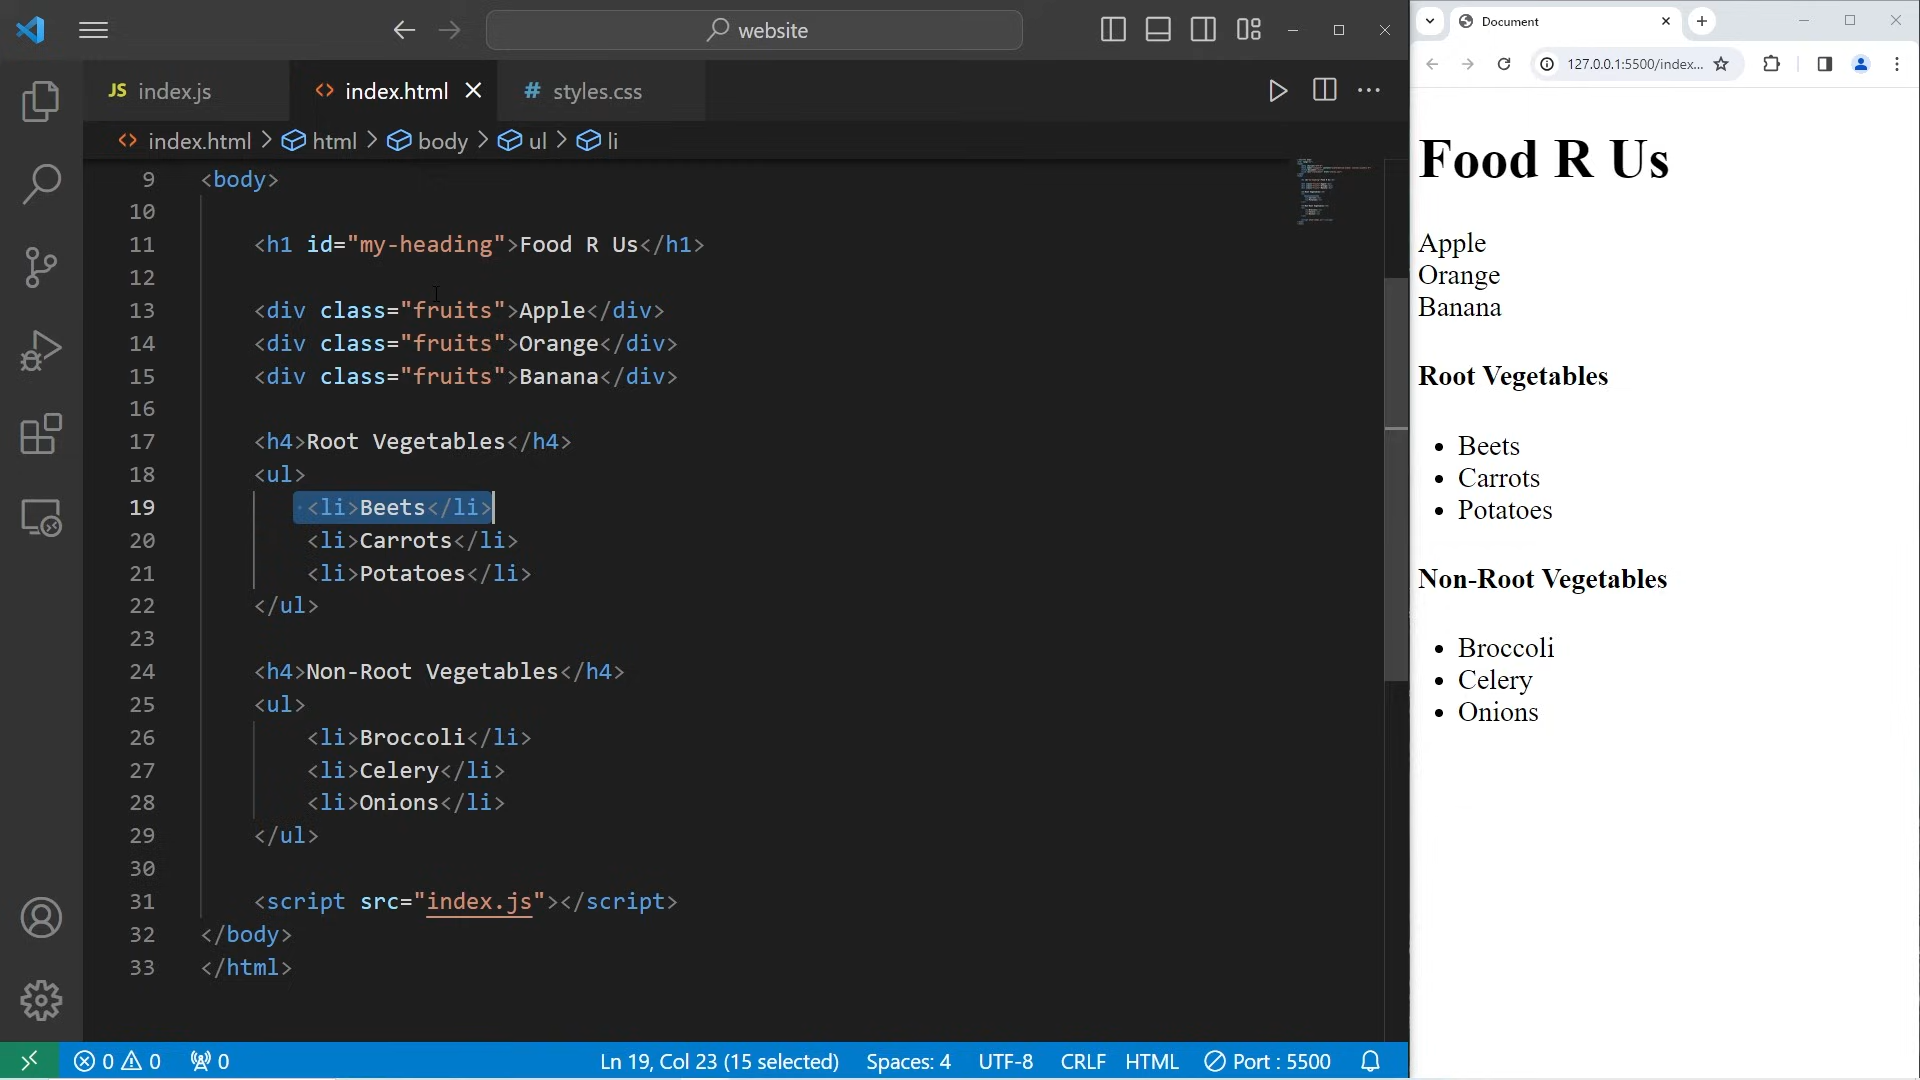 website
JS index.js
<> index.html
# styles.css
<> index.html > html > body > ul > li
9 <body>
10
11 <h1 id="my-heading">Food R Us</h1>
12
13 <div class="fruits">Apple</div>
14 <div class="fruits">Orange</div>
15 <div class="fruits">Banana</div>
16
17 <h4>Root Vegetables</h4>
18 <ul>
19 <li>Beets</li>
20 <li>Carrots</li>
21 <li>Potatoes</li>
22 </ul>
23
24 <h4>Non-Root Vegetables</h4>
25 <ul>
26 <li>Broccoli</li>
27 <li>Celery</li>
28 <li>Onions</li>
29 </ul>
30
31 <script src="index.js"></script>
32 </body>
33 </html>
0 0 0 Ln 19, Col 23 (15 selected) Spaces: 4 UTF-8 CRLF HTML Port : 5500
Document
127.0.0.1:5500/index...
Food R Us
Apple
Orange
Banana
Root Vegetables
• Beets
• Carrots
• Potatoes
Non-Root Vegetables
• Broccoli
• Celery
• Onions